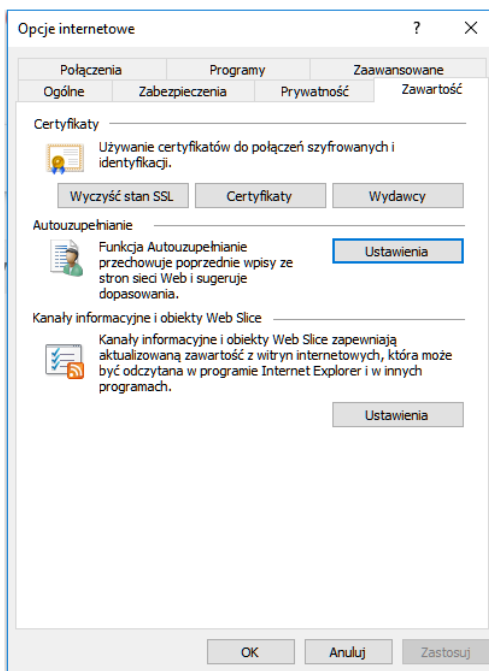 Opcje internetowe
Połączenia Programy Zaawansowane
Ogólne Zabezpieczenia Prywatność Zawartość
Certyfikaty
Używanie certyfikatów do połączeń szyfrowanych i
identyfikacji.
Wyczyść stan SSL Certyfikaty Wydawcy
Autouzupełnianie
Funkcja Autouzupełnianie
przechowuje poprzednie wpisy ze
stron sieci Web i sugeruje
dopasowania.
Ustawienia
Kanały informacyjne i obiekty Web Slice
Kanały informacyjne i obiekty Web Slice zapewniają
aktualizowaną zawartość z witryn internetowych, która może
być odczytana w programie Internet Explorer i w innych
programach.
Ustawienia
OK Anuluj Zastosuj